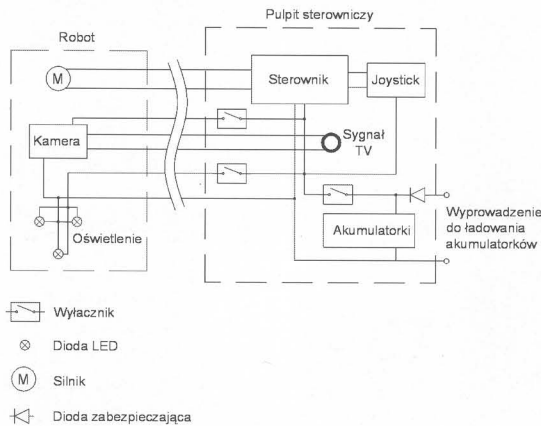 Pulpit sterowniczy
Robot
M
Sterownik
Joystick
Kamera
Sygnał
TV
Oświetlenie
Akumulatorki
Wyprowadzenie
do ładowania
akumulatorków
Wyłacznik
Dioda LED
M
Silnik
Dioda zabezpieczająca